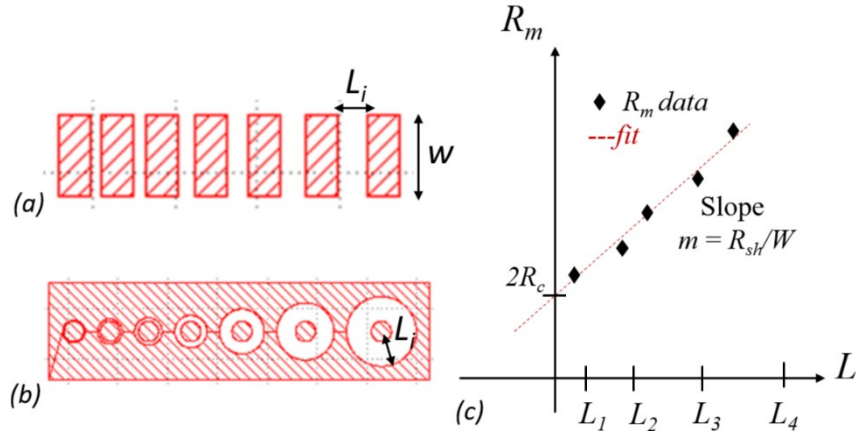 L_i
w
(a)
L_i
(b)
R_m
R_m data
---fit
Slope
m = R_sh/W
2R_c
L
L_1 L_2 L_3 L_4
(c)